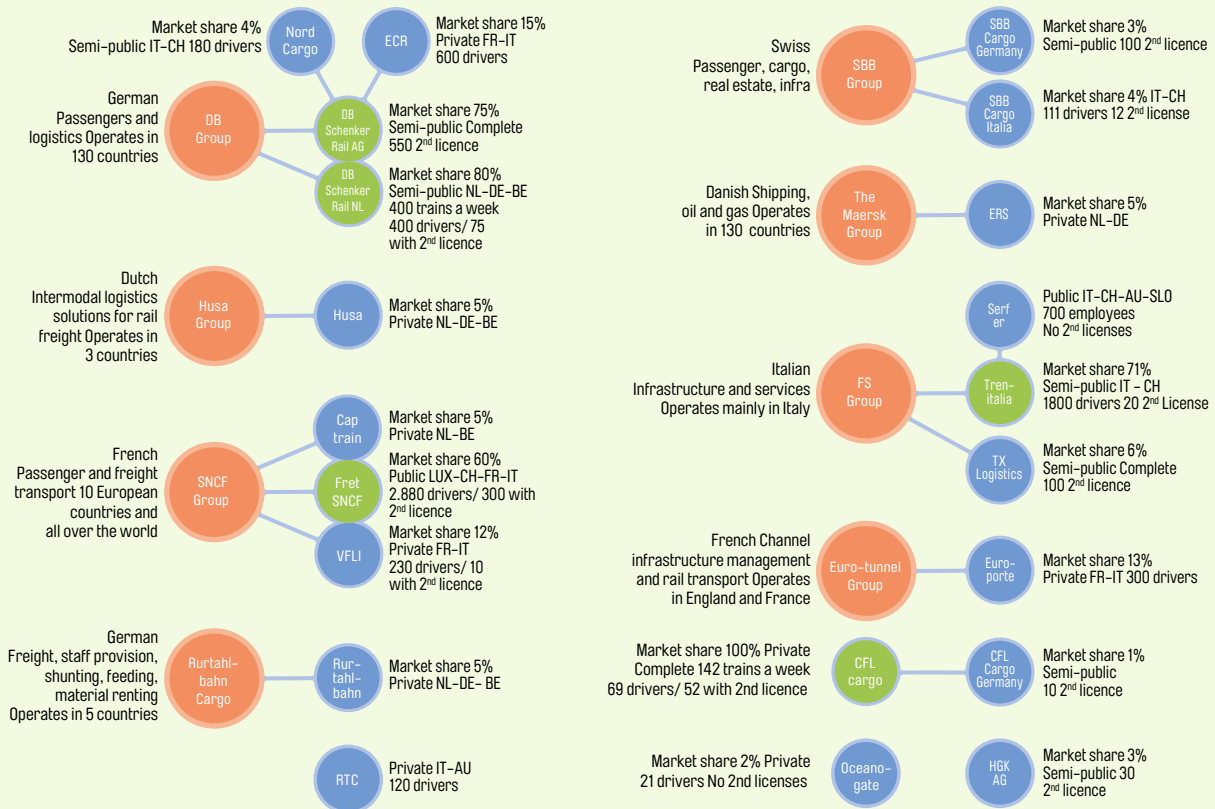 Market share 4%
Semi-public IT-CH 180 drivers
Nord
Cargo
ECR
Market share 15%
Private FR-IT
600 drivers
German
Passengers and
logistics Operates in
130 countries
DB
Group
DB
Schenker
Rail AG
Market share 75%
Semi-public Complete
550 2nd licence
DB
Schenker
Rail NL
Market share 80%
Semi-public NL-DE-BE
400 trains a week
400 drivers/ 75
with 2nd licence
Dutch
Intermodal logistics
solutions for rail
freight Operates in
3 countries
Husa
Group
Husa
Market share 5%
Private NL-DE-BE
French
Passenger and freight
transport 10 European
countries and
all over the world
SNCF
Group
Cap
train
Market share 5%
Private NL-BE
Fret
SNCF
Market share 60%
Public LUX-CH-FR-IT
2.880 drivers/ 300 with
2nd licence
VFLI
Market share 12%
Private FR-IT
230 drivers/ 10
with 2nd licence
German
Freight, staff provision,
shunting, feeding,
material renting
Operates in 5 countries
Rurtahl-
bahn
Cargo
Rur-
tahl-
bahn
Market share 5%
Private NL-DE- BE
RTC
Private IT-AU
120 drivers
Swiss
Passenger, cargo,
real estate, infra
SBB
Group
SBB
Cargo
Germany
Market share 3%
Semi-public 100 2nd licence
SBB
Cargo
Italia
Market share 4% IT-CH
111 drivers 12 2nd license
Danish Shipping,
oil and gas Operates
in 130 countries
The
Maersk
Group
ERS
Market share 5%
Private NL-DE
Serf
er
Public IT-CH-AU-SLO
700 employees
No 2nd licenses
Italian
Infrastructure and services
Operates mainly in Italy
FS
Group
Tren-
italia
Market share 71%
Semi-public IT - CH
1800 drivers 20 2nd License
TX
Logistics
Market share 6%
Semi-public Complete
100 2nd licence
French Channel
infrastructure management
and rail transport Operates
in England and France
Euro-tunnel
Group
Euro-
porte
Market share 13%
Private FR-IT 300 drivers
Market share 100% Private
Complete 142 trains a week
69 drivers/ 52 with 2nd licence
CFL
cargo
CFL
Cargo
Germany
Market share 1%
Semi-public
10 2nd licence
Market share 2% Private
21 drivers No 2nd licenses
Oceano-
gate
HGK
AG
Market share 3%
Semi-public 30
2nd licence